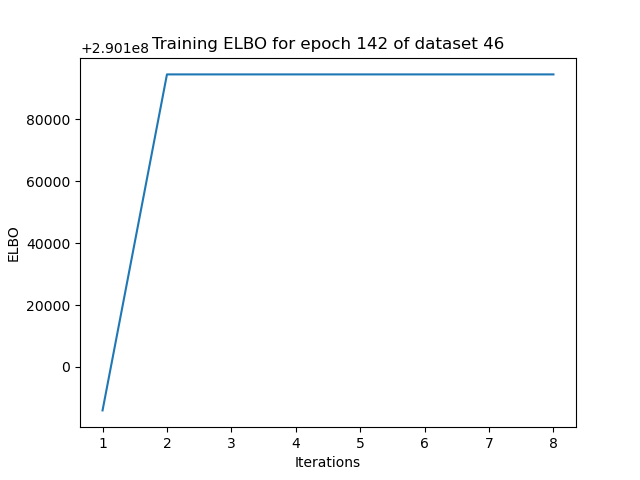 +2.901e8
Training ELBO for epoch 142 of dataset 46
80000
60000
40000
20000
0
ELBO
1 2 3 4 5 6 7 8
Iterations